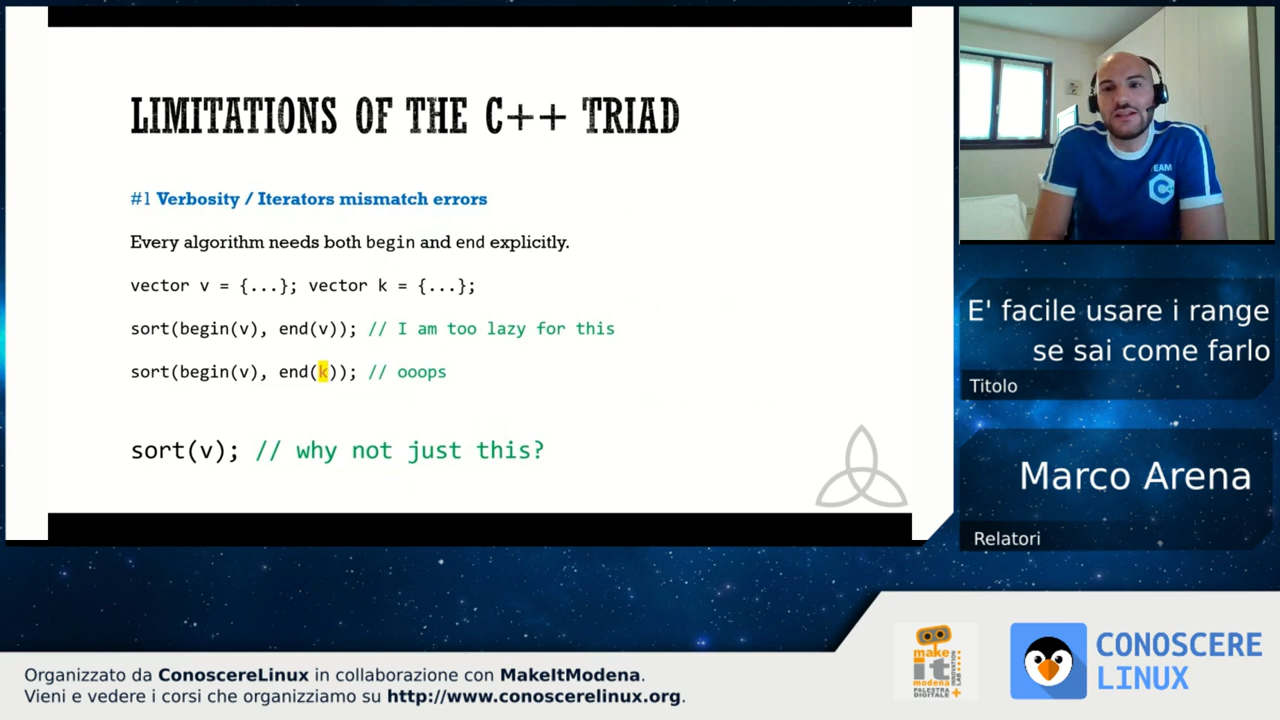 LIMITATIONS OF THE C++ TRIAD
#1 Verbosity / Iterators mismatch errors
Every algorithm needs both begin and end explicitly.
vector v = {...}; vector k = {...};
sort(begin(v), end(v)); // I am too lazy for this
sort(begin(v), end(k)); // ooops
sort(v); // why not just this?
EAM
C+
E' facile usare i range
se sai come farlo
Titolo
Marco Arena
Relatori
make
it
modena
PALESTRA
DIGITALE
INNOVATION
LAB
CONOSCERE
LINUX
Organizzato da ConoscereLinux in collaborazione con MakeItModena.
Vieni e vedere i corsi che organizziamo su http://www.conoscerelinux.org.